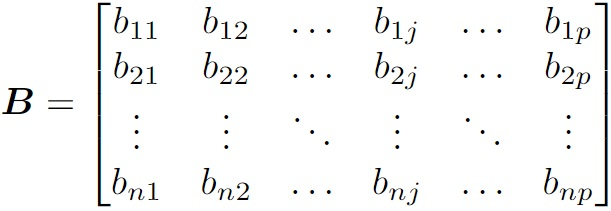 B = [ b11 b12 … b1j … b1p
b21 b22 … b2j … b2p
⋮ ⋮ ⋱ ⋮ ⋱ ⋮
bn1 bn2 … bnj … bnp ]